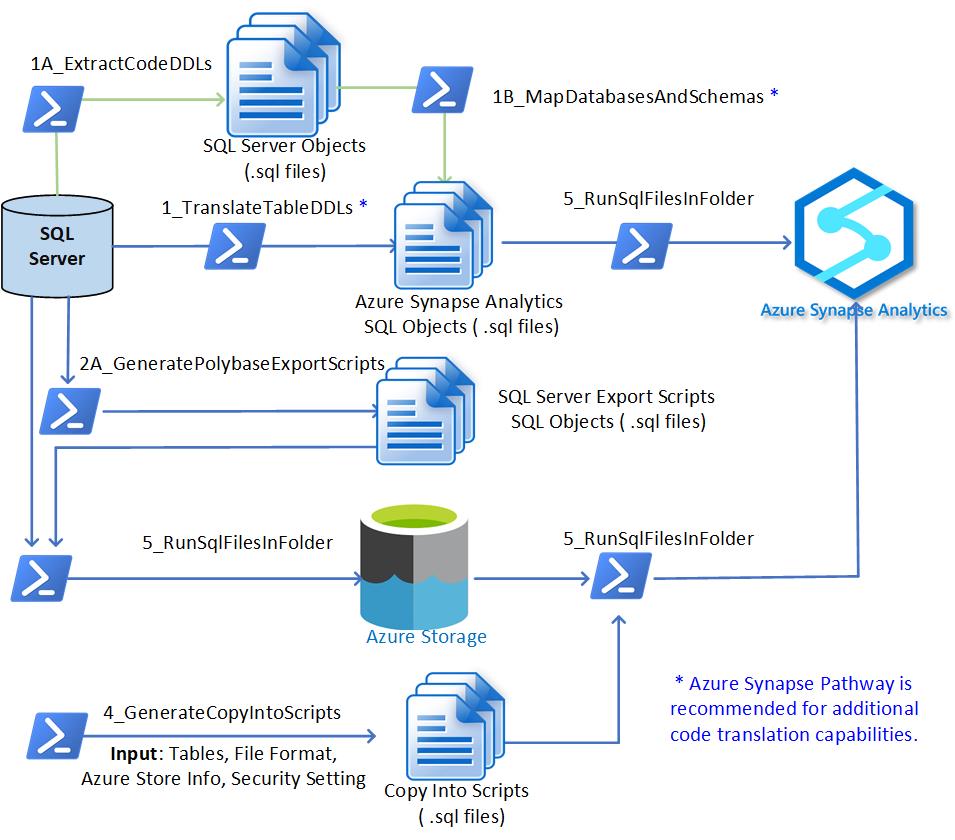 1A_ExtractCodeDDLs
SQL Server Objects
(.sql files)
1B_MapDatabasesAndSchemas *
SQL
Server
1_TranslateTableDDLs *
Azure Synapse Analytics
SQL Objects ( .sql files)
5_RunSqlFilesInFolder
Azure Synapse Analytics
2A_GeneratePolybaseExportScripts
SQL Server Export Scripts
SQL Objects ( .sql files)
5_RunSqlFilesInFolder
Azure Storage
5_RunSqlFilesInFolder
4_GenerateCopyIntoScripts
Input: Tables, File Format,
Azure Store Info, Security Setting
Copy Into Scripts
( .sql files)
* Azure Synapse Pathway is
recommended for additional
code translation capabilities.